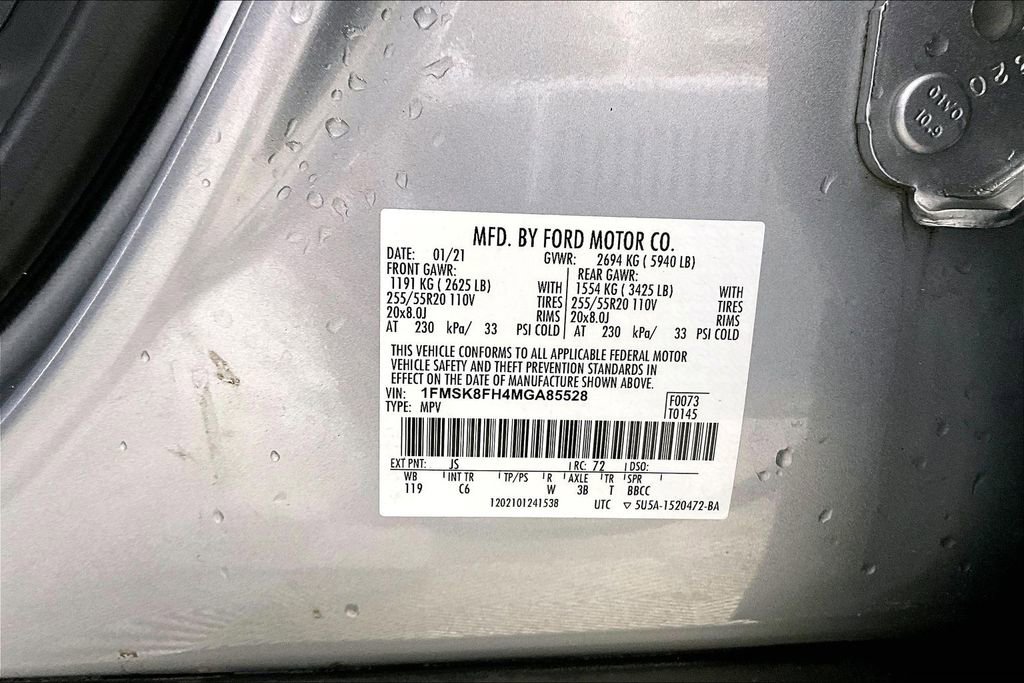 320
OAY0
10.9
MFD. BY FORD MOTOR CO.
DATE: 01/21 GVWR: 2694 KG ( 5940 LB)
FRONT GAWR: REAR GAWR:
1191 KG ( 2625 LB) WITH 1554 KG ( 3425 LB) WITH
255/55R20 110V TIRES 255/55R20 110V TIRES
20x8.0J RIMS 20x8.0J RIMS
AT 230 kPa/ 33 PSI COLD AT 230 kPa/ 33 PSI COLD
THIS VEHICLE CONFORMS TO ALL APPLICABLE FEDERAL MOTOR
VEHICLE SAFETY AND THEFT PREVENTION STANDARDS IN
EFFECT ON THE DATE OF MANUFACTURE SHOWN ABOVE.
VIN: 1FMSK8FH4MGA85528 F0073
TYPE: MPV T0145
EXT PNT: JS RC: 72 DSO:
WB INT TR TP/PS R AXLE TR SPR
119 C6 W 3B T BBCC
1202101241538 UTC ▽ 5U5A-1520472-BA